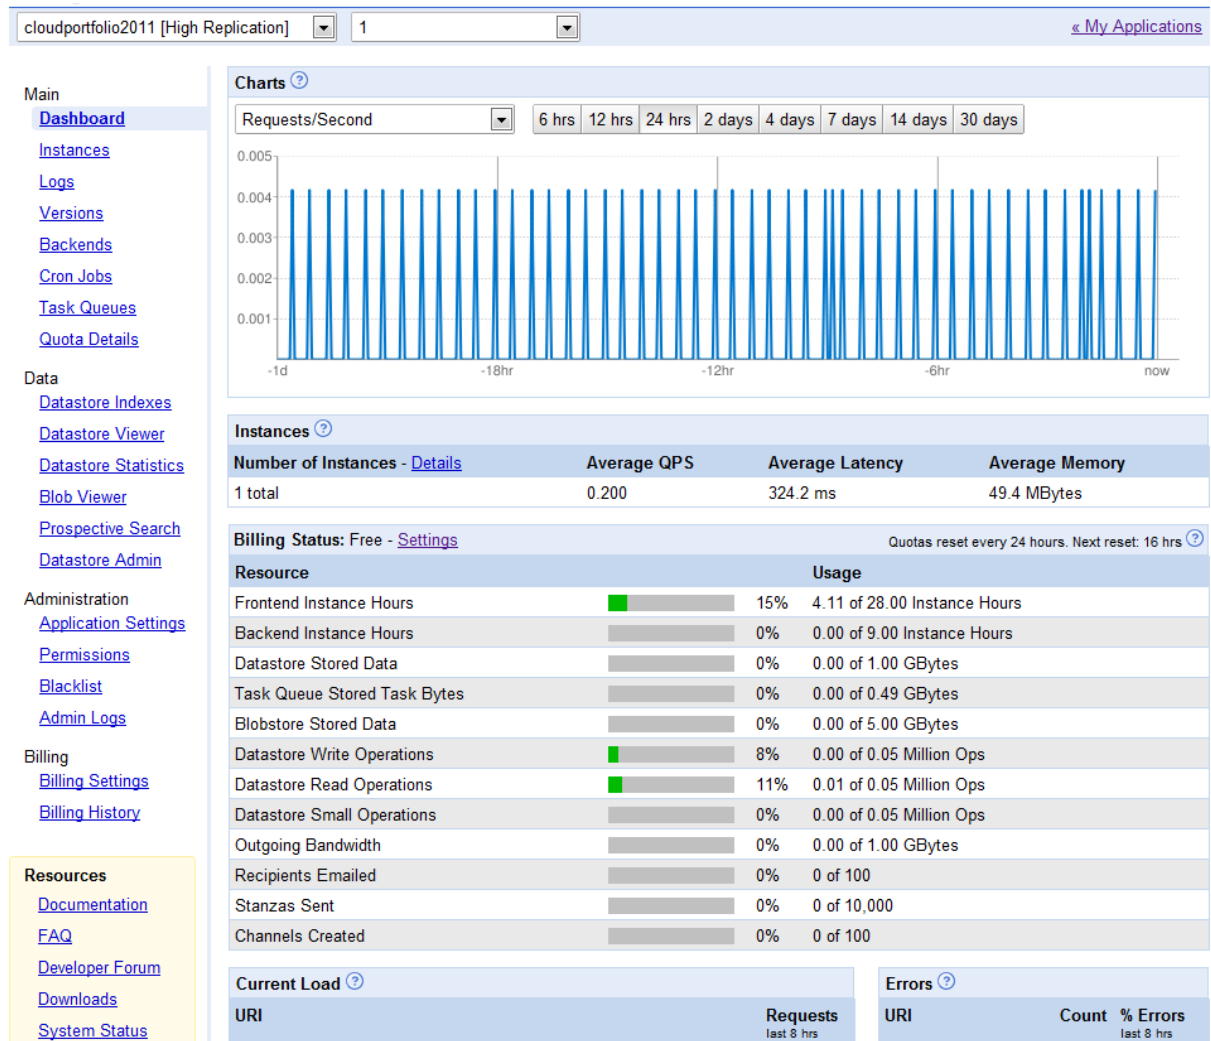 cloudportfolio2011 [High Replication] 1 « My Applications
Main
Dashboard
Instances
Logs
Versions
Backends
Cron Jobs
Task Queues
Quota Details
Data
Datastore Indexes
Datastore Viewer
Datastore Statistics
Blob Viewer
Prospective Search
Datastore Admin
Administration
Application Settings
Permissions
Blacklist
Admin Logs
Billing
Billing Settings
Billing History
Resources
Documentation
FAQ
Developer Forum
Downloads
System Status
Charts ?
Requests/Second 6 hrs 12 hrs 24 hrs 2 days 4 days 7 days 14 days 30 days
0.005
0.004
0.003
0.002
0.001
-1d -18hr -12hr -6hr now
Instances ?
Number of Instances - Details Average QPS Average Latency Average Memory
1 total 0.200 324.2 ms 49.4 MBytes
Billing Status: Free - Settings Quotas reset every 24 hours. Next reset: 16 hrs ?
Resource Usage
Frontend Instance Hours 15% 4.11 of 28.00 Instance Hours
Backend Instance Hours 0% 0.00 of 9.00 Instance Hours
Datastore Stored Data 0% 0.00 of 1.00 GBytes
Task Queue Stored Task Bytes 0% 0.00 of 0.49 GBytes
Blobstore Stored Data 0% 0.00 of 5.00 GBytes
Datastore Write Operations 8% 0.00 of 0.05 Million Ops
Datastore Read Operations 11% 0.01 of 0.05 Million Ops
Datastore Small Operations 0% 0.00 of 0.05 Million Ops
Outgoing Bandwidth 0% 0.00 of 1.00 GBytes
Recipients Emailed 0% 0 of 100
Stanzas Sent 0% 0 of 10,000
Channels Created 0% 0 of 100
Current Load ?
URI Requests
last 8 hrs
Errors ?
URI Count % Errors
last 8 hrs